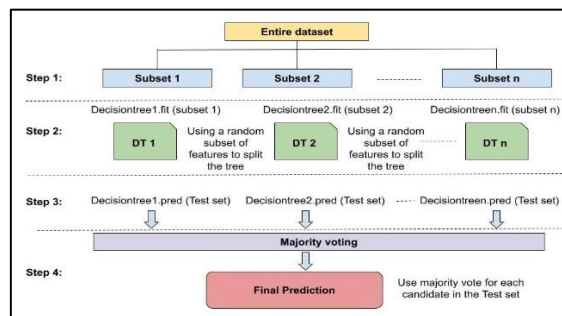 Entire dataset
Step 1:
Subset 1
Subset 2
Subset n
Decisiontree1.fit (subset 1)
Decisiontree2.fit (subset 2)
Decisiontreen.fit (subset n)
Step 2:
DT 1
Using a random
subset of
features to split
the tree
DT 2
Using a random
subset of
features to split
the tree
DT n
Step 3:
Decisiontree1.pred (Test set)
Decisiontree2.pred (Test set)
Decisiontreen.pred (Test set)
Majority voting
Step 4:
Final Prediction
Use majority vote for each
candidate in the Test set